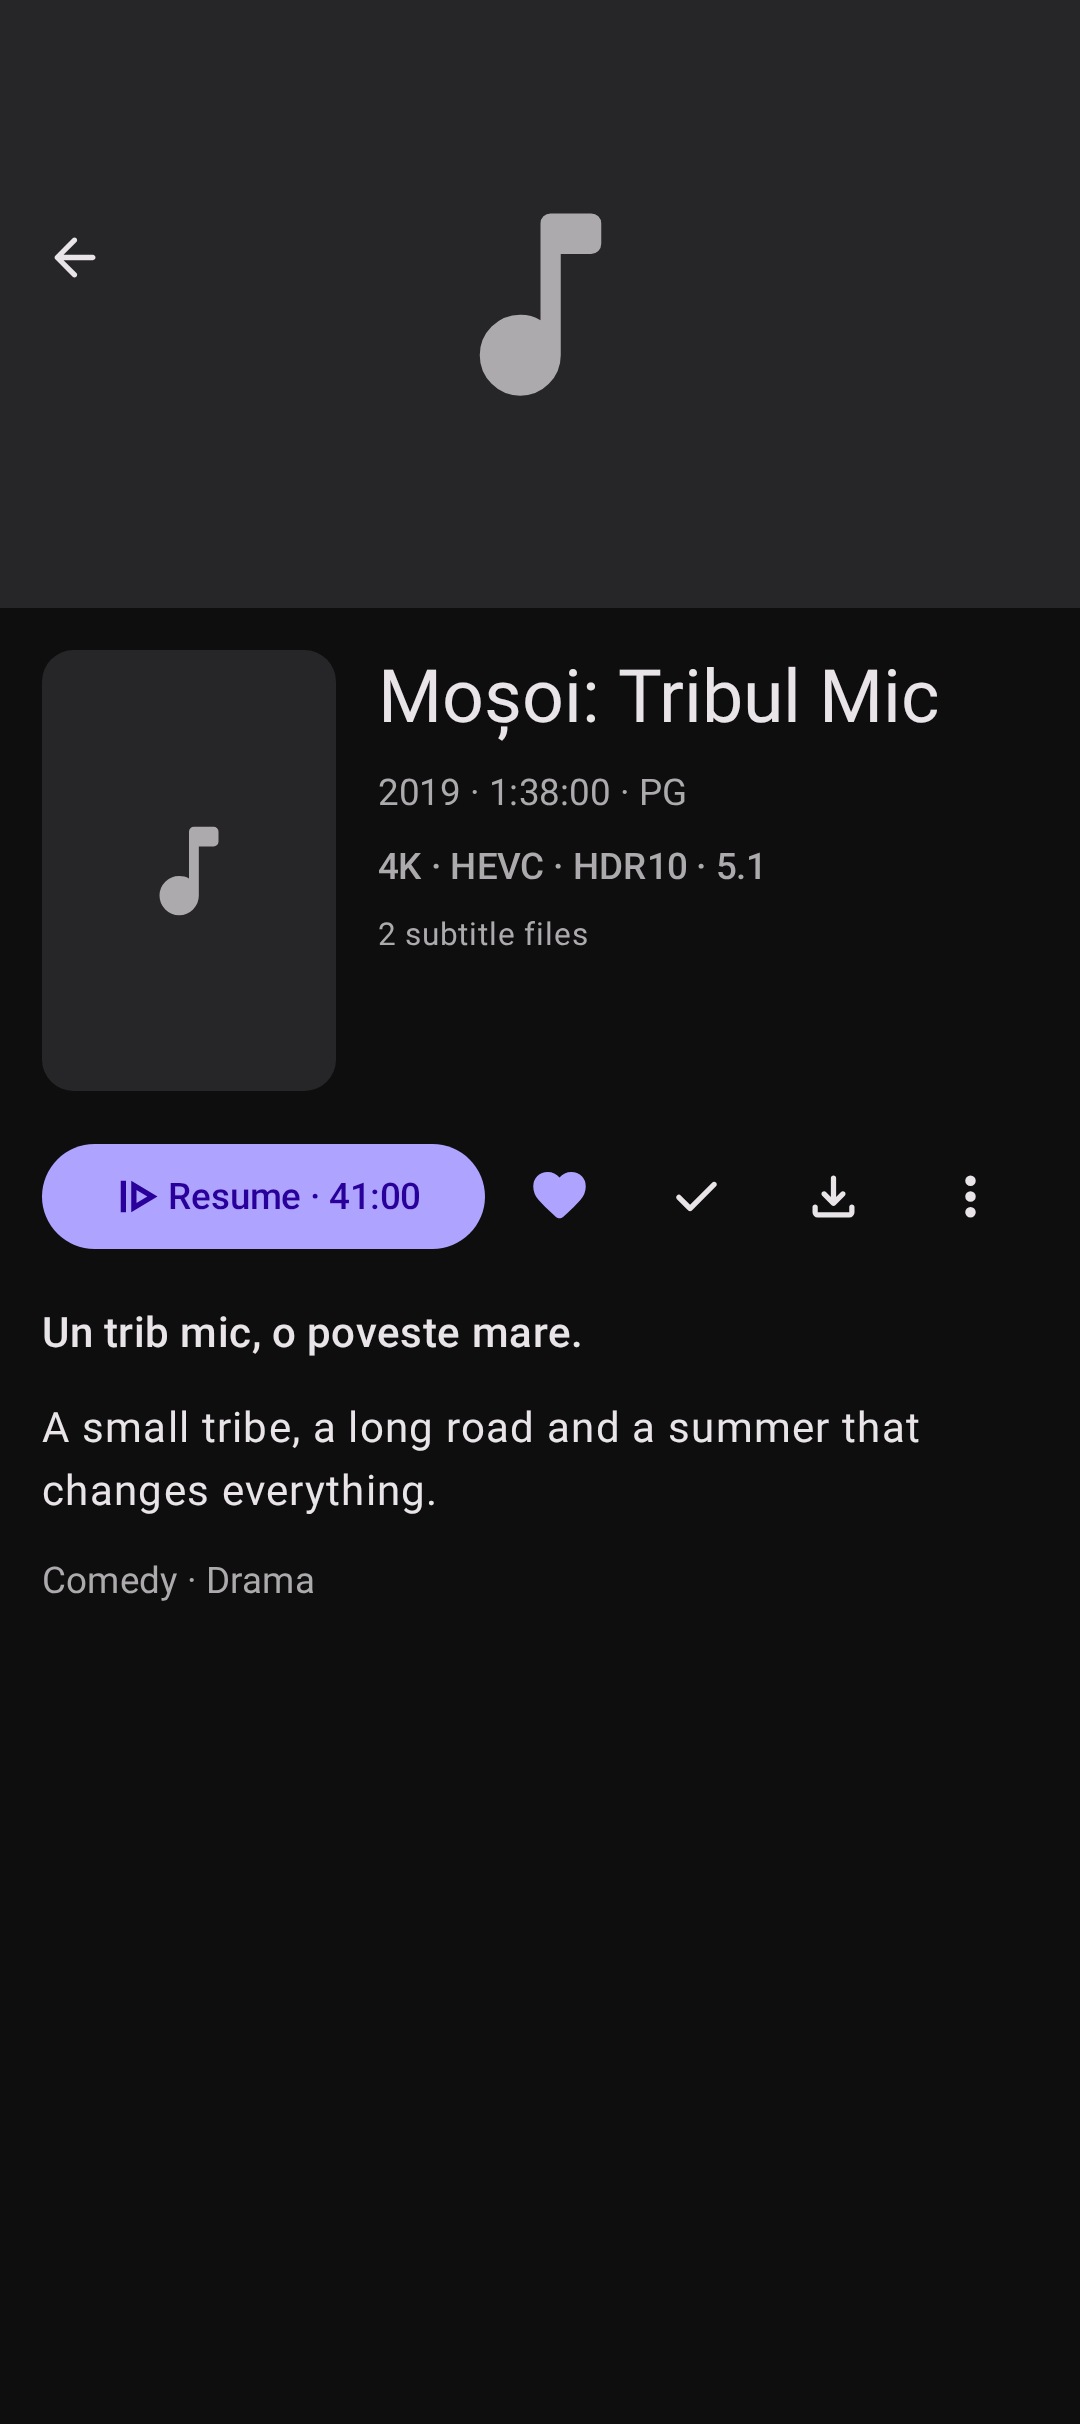 Moșoi: Tribul Mic
2019 · 1:38:00 · PG
4K · HEVC · HDR10 · 5.1
2 subtitle files
Resume · 41:00
Un trib mic, o poveste mare.
A small tribe, a long road and a summer that
changes everything.
Comedy · Drama